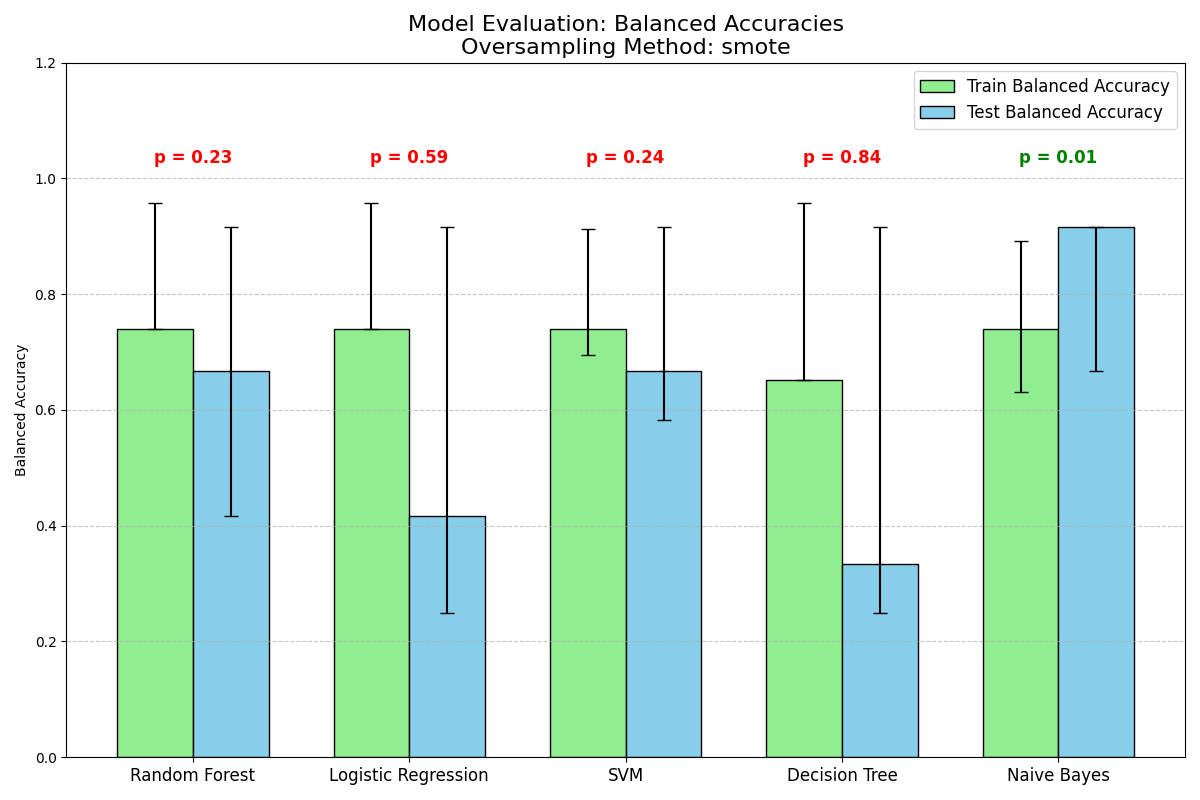 Model Evaluation: Balanced Accuracies
Oversampling Method: smote
Train Balanced Accuracy
Test Balanced Accuracy
p = 0.23
p = 0.59
p = 0.24
p = 0.84
p = 0.01
Balanced Accuracy
1.2
1.0
0.8
0.6
0.4
0.2
0.0
Random Forest
Logistic Regression
SVM
Decision Tree
Naive Bayes